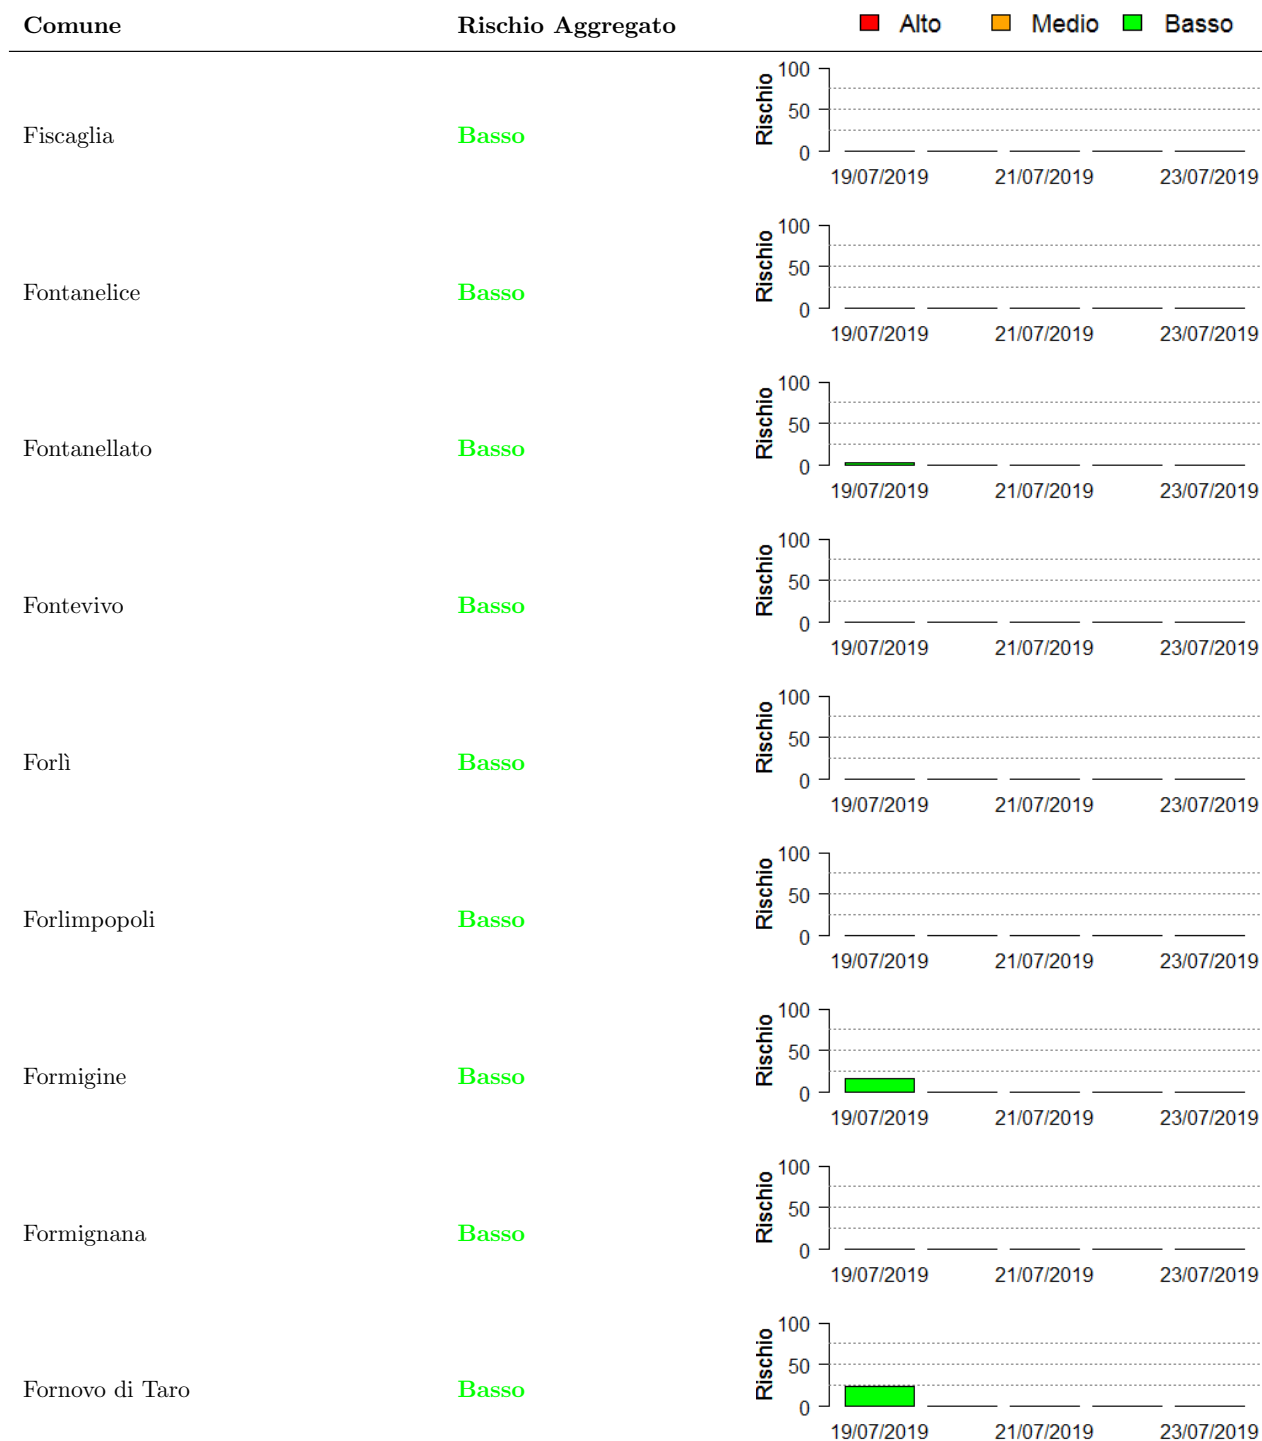 Comune Rischio Aggregato Alto Medio Basso
100
50
0
Rischio
Fiscaglia Basso
19/07/2019 21/07/2019 23/07/2019
100
50
0
Rischio
Fontanelice Basso
19/07/2019 21/07/2019 23/07/2019
100
50
0
Rischio
Fontanellato Basso
19/07/2019 21/07/2019 23/07/2019
100
50
0
Rischio
Fontevivo Basso
19/07/2019 21/07/2019 23/07/2019
100
50
0
Rischio
Forlì Basso
19/07/2019 21/07/2019 23/07/2019
100
50
0
Rischio
Forlimpopoli Basso
19/07/2019 21/07/2019 23/07/2019
100
50
0
Rischio
Formigine Basso
19/07/2019 21/07/2019 23/07/2019
100
50
0
Rischio
Formignana Basso
19/07/2019 21/07/2019 23/07/2019
100
50
0
Rischio
Fornovo di Taro Basso
19/07/2019 21/07/2019 23/07/2019